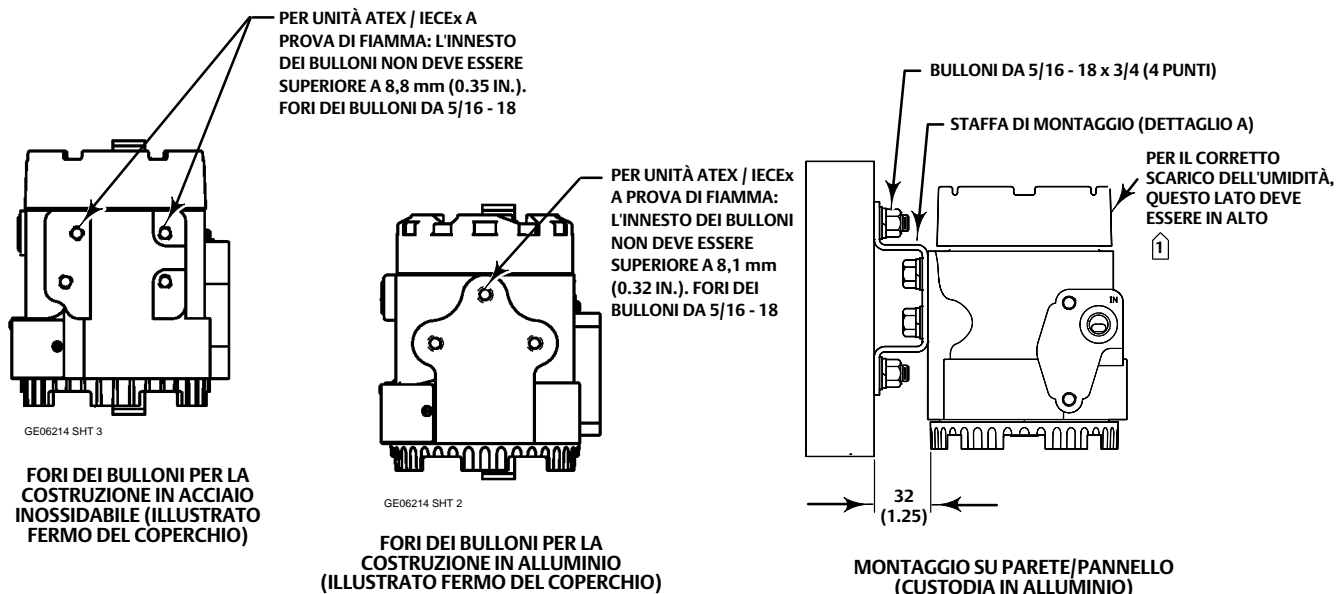 PER UNITÀ ATEX / IECEx A
PROVA DI FIAMMA: L'INNESTO
DEI BULLONI NON DEVE ESSERE
SUPERIORE A 8,8 mm (0.35 IN.).
FORI DEI BULLONI DA 5/16 - 18
GE06214 SHT 3
FORI DEI BULLONI PER LA
COSTRUZIONE IN ACCIAIO
INOSSIDABILE (ILLUSTRATO
FERMO DEL COPERCHIO)
PER UNITÀ ATEX / IECEx
A PROVA DI FIAMMA:
L'INNESTO DEI BULLONI
NON DEVE ESSERE
SUPERIORE A 8,1 mm
(0.32 IN.). FORI DEI
BULLONI DA 5/16 - 18
GE06214 SHT 2
FORI DEI BULLONI PER LA
COSTRUZIONE IN ALLUMINIO
(ILLUSTRATO FERMO DEL COPERCHIO)
BULLONI DA 5/16 - 18 x 3/4 (4 PUNTI)
STAFFA DI MONTAGGIO (DETTAGLIO A)
PER IL CORRETTO
SCARICO DELL'UMIDITÀ,
QUESTO LATO DEVE
ESSERE IN ALTO
1
IN
32
(1.25)
MONTAGGIO SU PARETE/PANNELLO
(CUSTODIA IN ALLUMINIO)